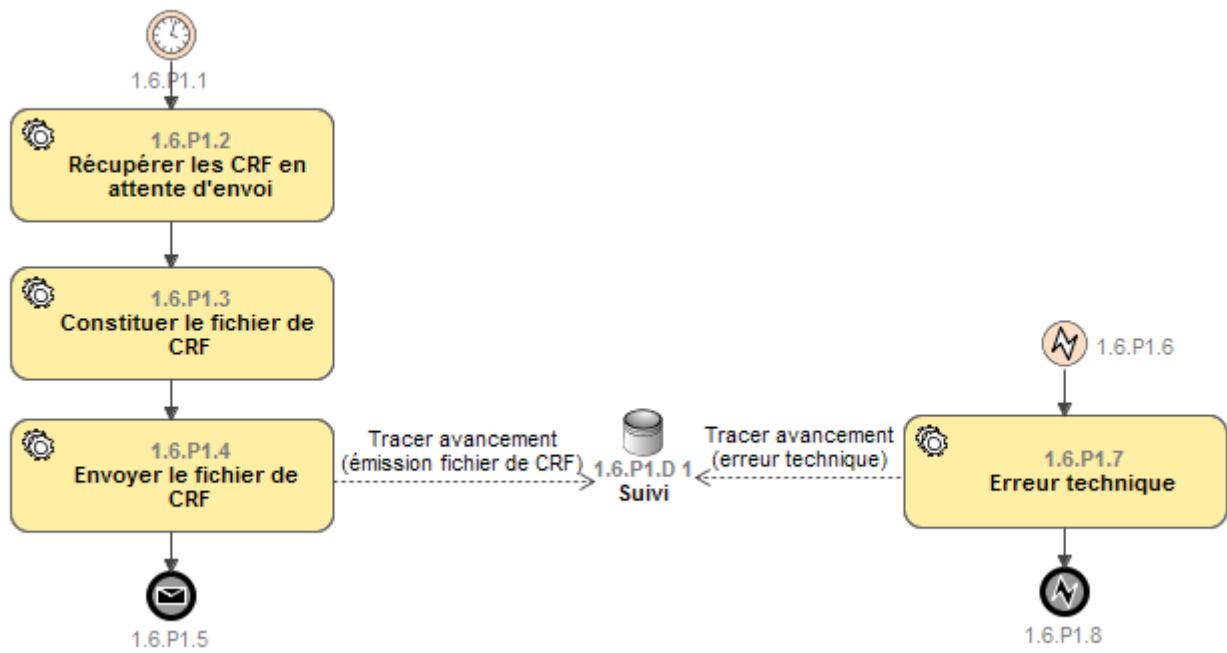 1.6.P1.1
1.6.P1.2
Récupérer les CRF en
attente d'envoi
1.6.P1.3
Constituer le fichier de
CRF
1.6.P1.4
Envoyer le fichier de
CRF
1.6.P1.5
Tracer avancement
(émission fichier de CRF)
1.6.P1.D 1
Suivi
Tracer avancement
(erreur technique)
1.6.P1.6
1.6.P1.7
Erreur technique
1.6.P1.8